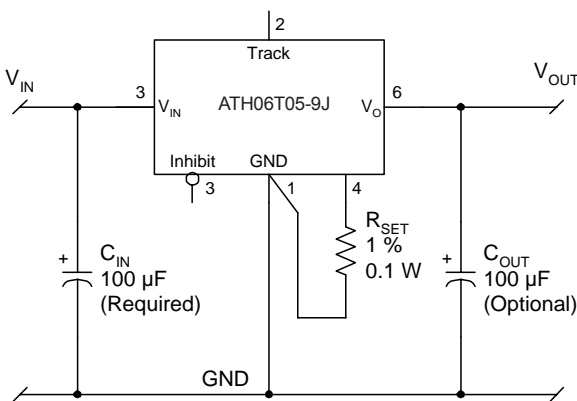 2
Track
V_IN
V_OUT
3
ATH06T05-9J
6
V_IN
V_O
Inhibit
GND
3
1
4
R_SET
1 %
0.1 W
+
C_IN
100 µF
(Required)
+
C_OUT
100 µF
(Optional)
GND